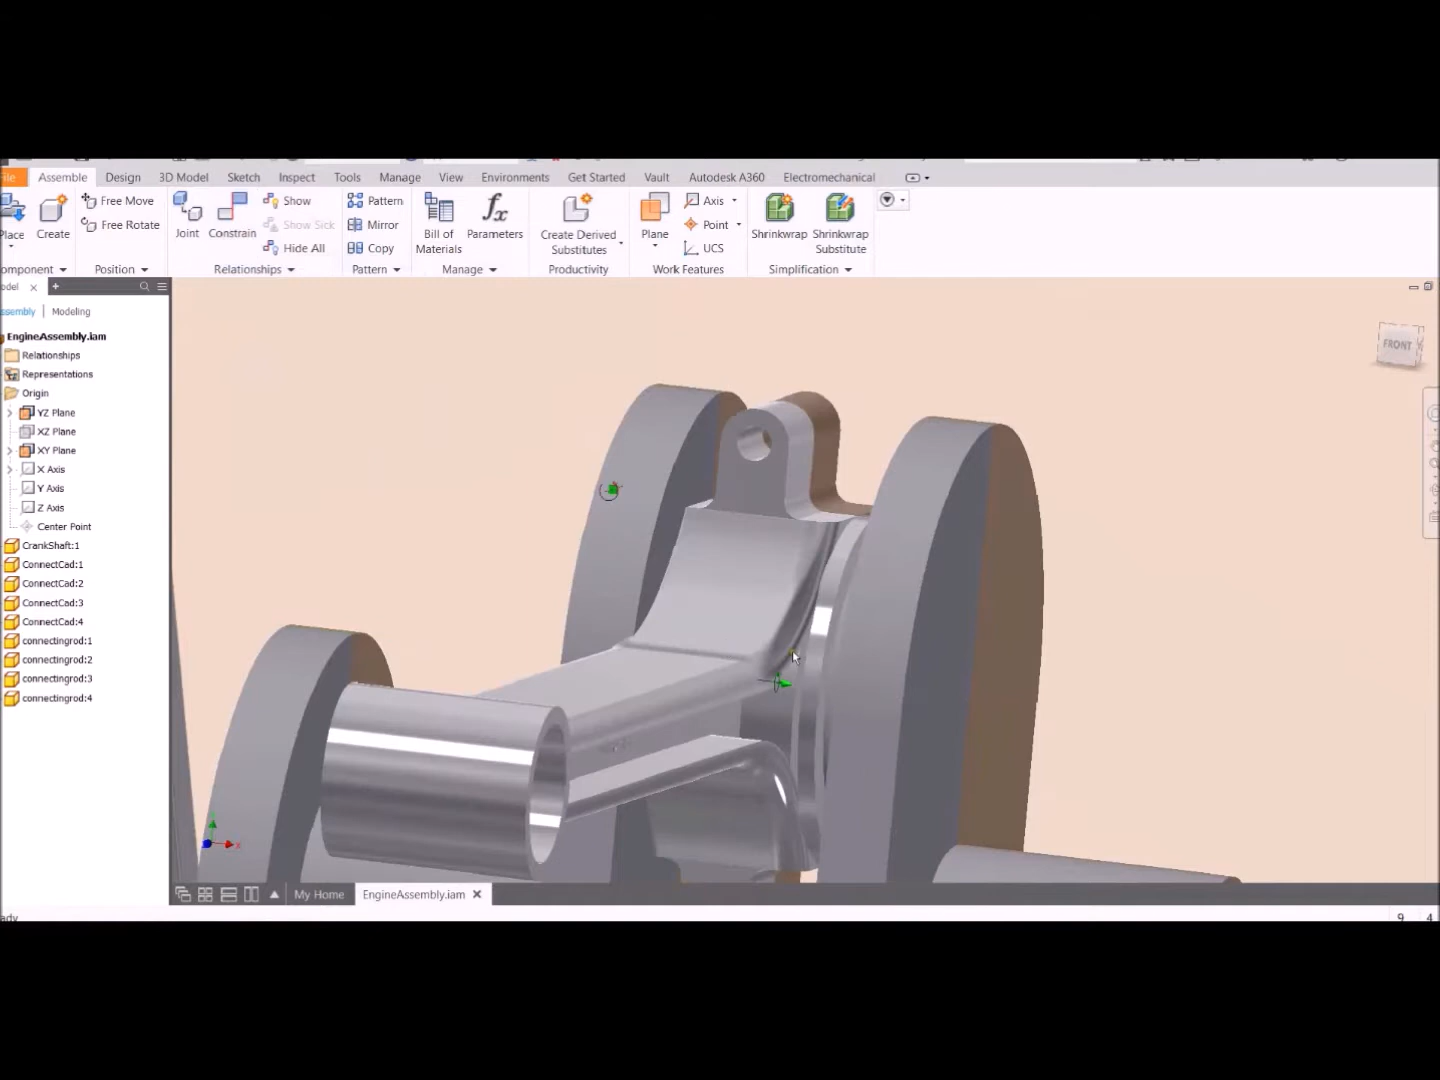 File Assemble Design 3D Model Sketch Inspect Tools Manage View Environments Get Started Vault Autodesk A360 Electromechanical
Free Move Show Pattern Axis
Free Rotate Show Sick Mirror Point
Place Create Joint Constrain Hide All Copy Bill of Materials Parameters Create Derived Substitutes Plane UCS Shrinkwrap Shrinkwrap Substitute
omponent Position Relationships Pattern Manage Productivity Work Features Simplification
odel
ssembly Modeling
EngineAssembly.iam
Relationships
Representations
Origin
YZ Plane
XZ Plane
XY Plane
X Axis
Y Axis
Z Axis
Center Point
CrankShaft:1
ConnectCad:1
ConnectCad:2
ConnectCad:3
ConnectCad:4
connectingrod:1
connectingrod:2
connectingrod:3
connectingrod:4
FRONT
x
My Home EngineAssembly.iam
ady 9 4